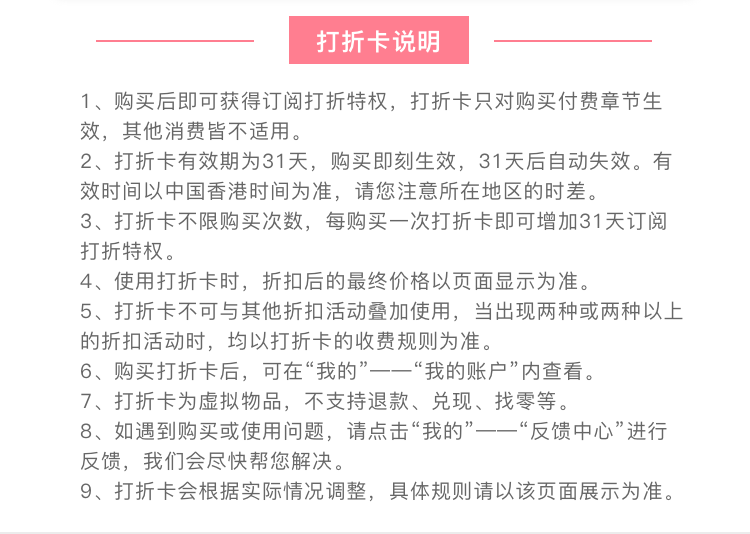 打折卡说明
1、购买后即可获得订阅打折特权，打折卡只对购买付费章节生
效，其他消费皆不适用。
2、打折卡有效期为31天，购买即刻生效，31天后自动失效。有
效时间以中国香港时间为准，请您注意所在地区的时差。
3、打折卡不限购买次数，每购买一次打折卡即可增加31天订阅
打折特权。
4、使用打折卡时，折扣后的最终价格以页面显示为准。
5、打折卡不可与其他折扣活动叠加使用，当出现两种或两种以上
的折扣活动时，均以打折卡的收费规则为准。
6、购买打折卡后，可在“我的”——“我的账户”内查看。
7、打折卡为虚拟物品，不支持退款、兑现、找零等。
8、如遇到购买或使用问题，请点击“我的”——“反馈中心”进行
反馈，我们会尽快帮您解决。
9、打折卡会根据实际情况调整，具体规则请以该页面展示为准。